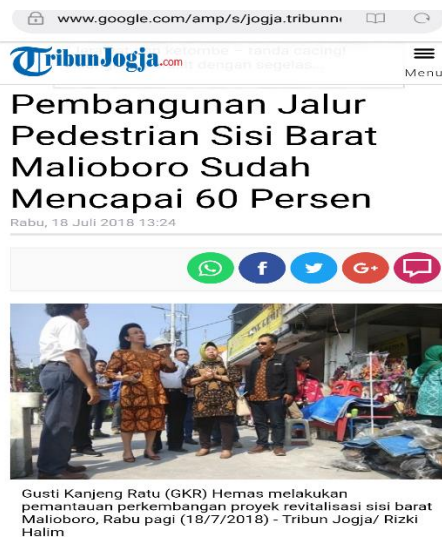 www.google.com/amp/s/jogja.tribunn
TribunJogja.com
Menu
Pembangunan Jalur
Pedestrian Sisi Barat
Malioboro Sudah
Mencapai 60 Persen
Rabu, 18 Juli 2018 13:24
f
G+
Gusti Kanjeng Ratu (GKR) Hemas melakukan
pemantauan perkembangan proyek revitalisasi sisi barat
Malioboro, Rabu pagi (18/7/2018) - Tribun Jogja/ Rizki
Halim